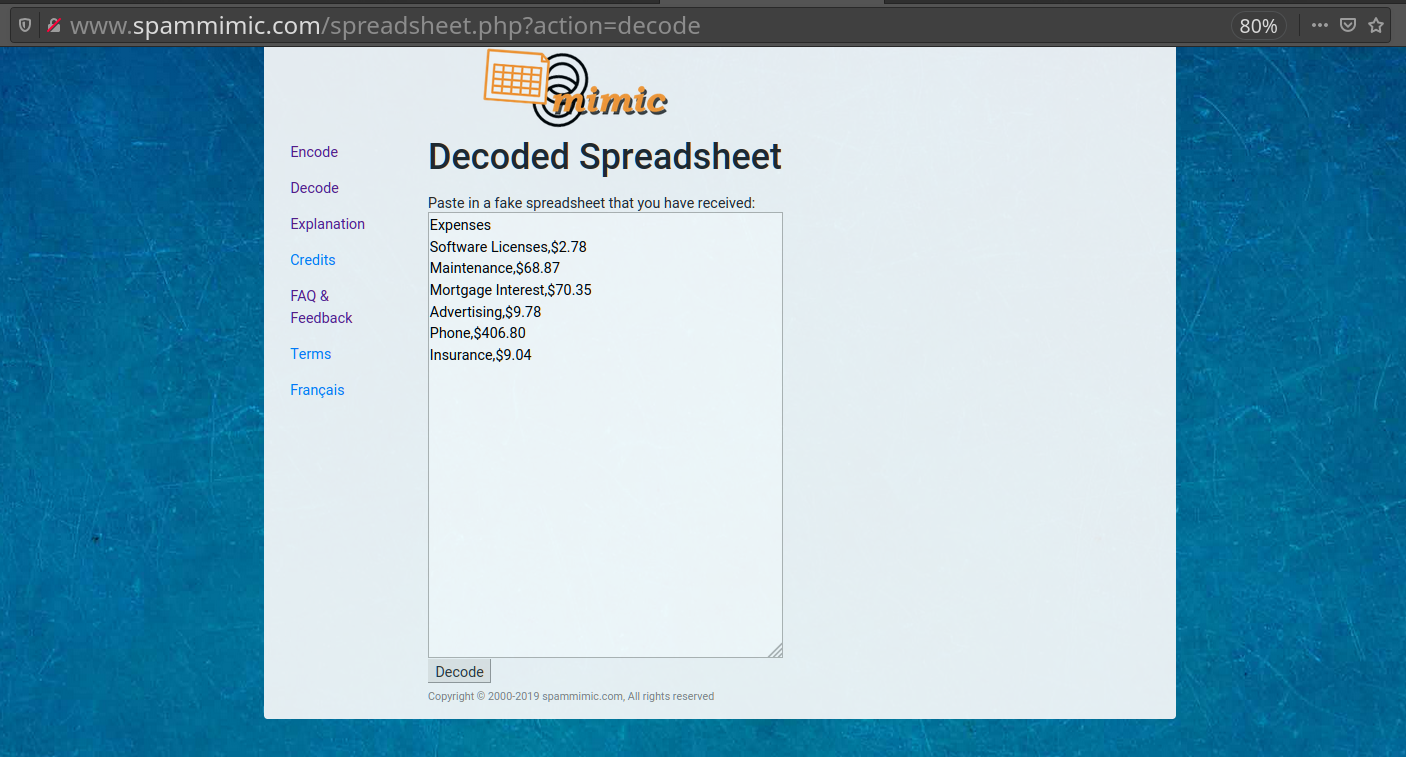 www.spammimic.com/spreadsheet.php?action=decode
80%
mimic
Encode
Decode
Explanation
Credits
FAQ &
Feedback
Terms
Français
Decoded Spreadsheet
Paste in a fake spreadsheet that you have received:
Expenses
Software Licenses,$2.78
Maintenance,$68.87
Mortgage Interest,$70.35
Advertising,$9.78
Phone,$406.80
Insurance,$9.04
Decode
Copyright © 2000-2019 spammimic.com, All rights reserved